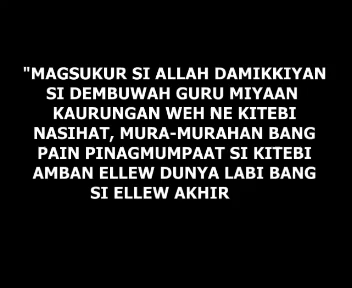 "MAGSUKUR SI ALLAH DAMIKKIYAN
SI DEMBUWAH GURU MIYAAN
KAURUNGAN WEH NE KITEBI
NASIHAT, MURA-MURAHAN BANG
PAIN PINAGMUMPAAT SI KITEBI
AMBAN ELLEW DUNYA LABI BANG
SI ELLEW AKHIR